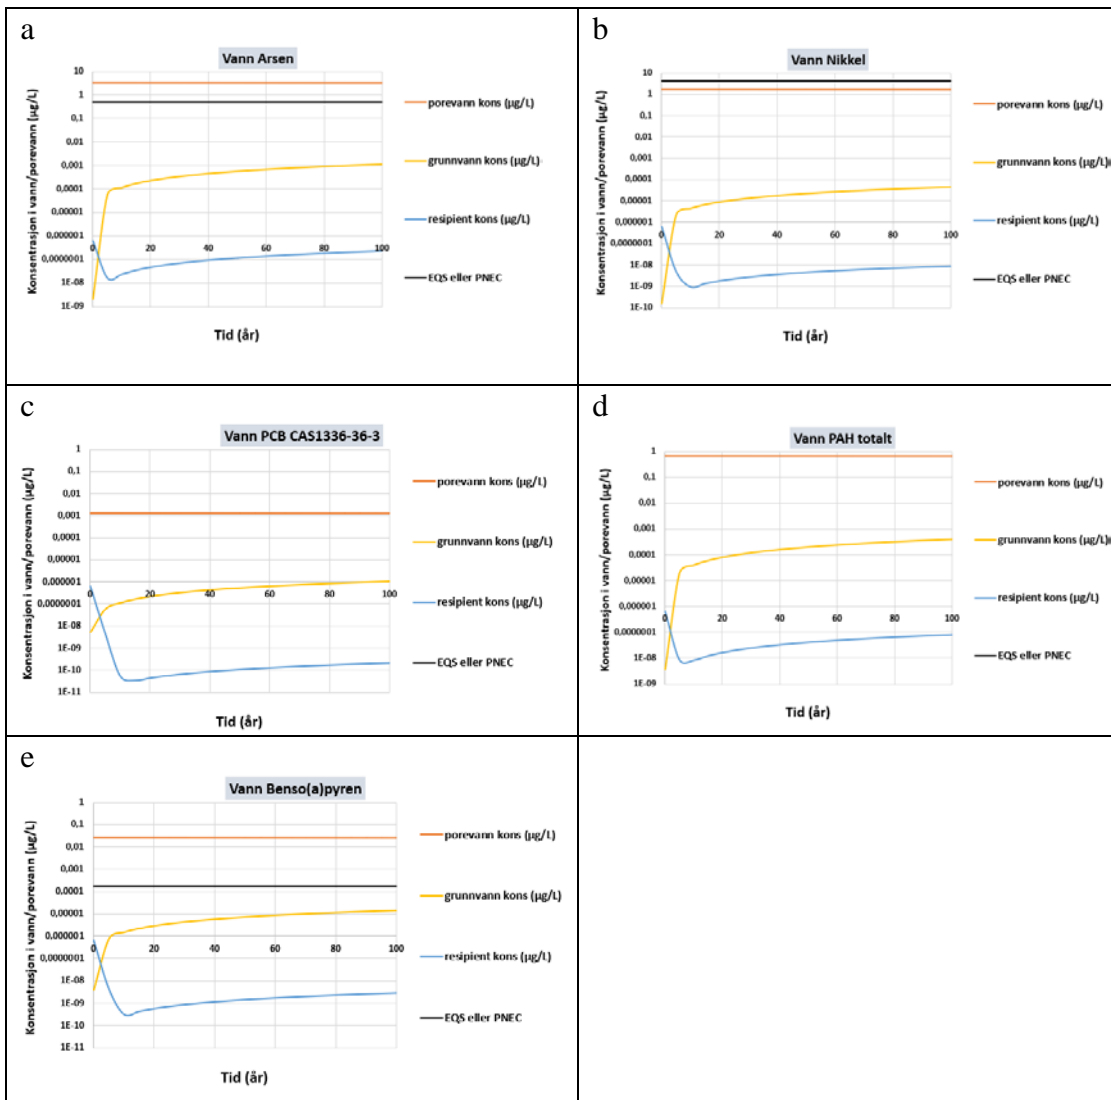 a
Vann Arsen
Konsentrasjon i vann/porevann (µg/L)
10
1
0,1
0,01
0,001
0,0001
0,00001
0,000001
0,0000001
1E-08
1E-09
0 20 40 60 80 100
Tid (år)
porevann kons (µg/L)
grunnvann kons (µg/L)
resipient kons (µg/L)
EQS eller PNEC
b
Vann Nikkel
Konsentrasjon i vann/porevann (µg/L)
10
1
0,1
0,01
0,001
0,0001
0,00001
0,000001
0,0000001
1E-08
1E-09
1E-10
0 20 40 60 80 100
Tid (år)
porevann kons (µg/L)
grunnvann kons (µg/L)
resipient kons (µg/L)
EQS eller PNEC
c
Vann PCB CAS1336-36-3
Konsentrasjon i vann/porevann (µg/L)
1
0,1
0,01
0,001
0,0001
0,00001
0,000001
0,0000001
1E-08
1E-09
1E-10
1E-11
0 20 40 60 80 100
Tid (år)
porevann kons (µg/L)
grunnvann kons (µg/L)
resipient kons (µg/L)
EQS eller PNEC
d
Vann PAH totalt
Konsentrasjon i vann/porevann (µg/L)
1
0,1
0,01
0,001
0,0001
0,00001
0,000001
0,0000001
1E-08
1E-09
0 20 40 60 80 100
Tid (år)
porevann kons (µg/L)
grunnvann kons (µg/L)
resipient kons (µg/L)
EQS eller PNEC
e
Vann Benso(a)pyren
Konsentrasjon i vann/porevann (µg/L)
1
0,1
0,01
0,001
0,0001
0,00001
0,000001
0,0000001
1E-08
1E-09
1E-10
1E-11
0 20 40 60 80 100
Tid (år)
porevann kons (µg/L)
grunnvann kons (µg/L)
resipient kons (µg/L)
EQS eller PNEC